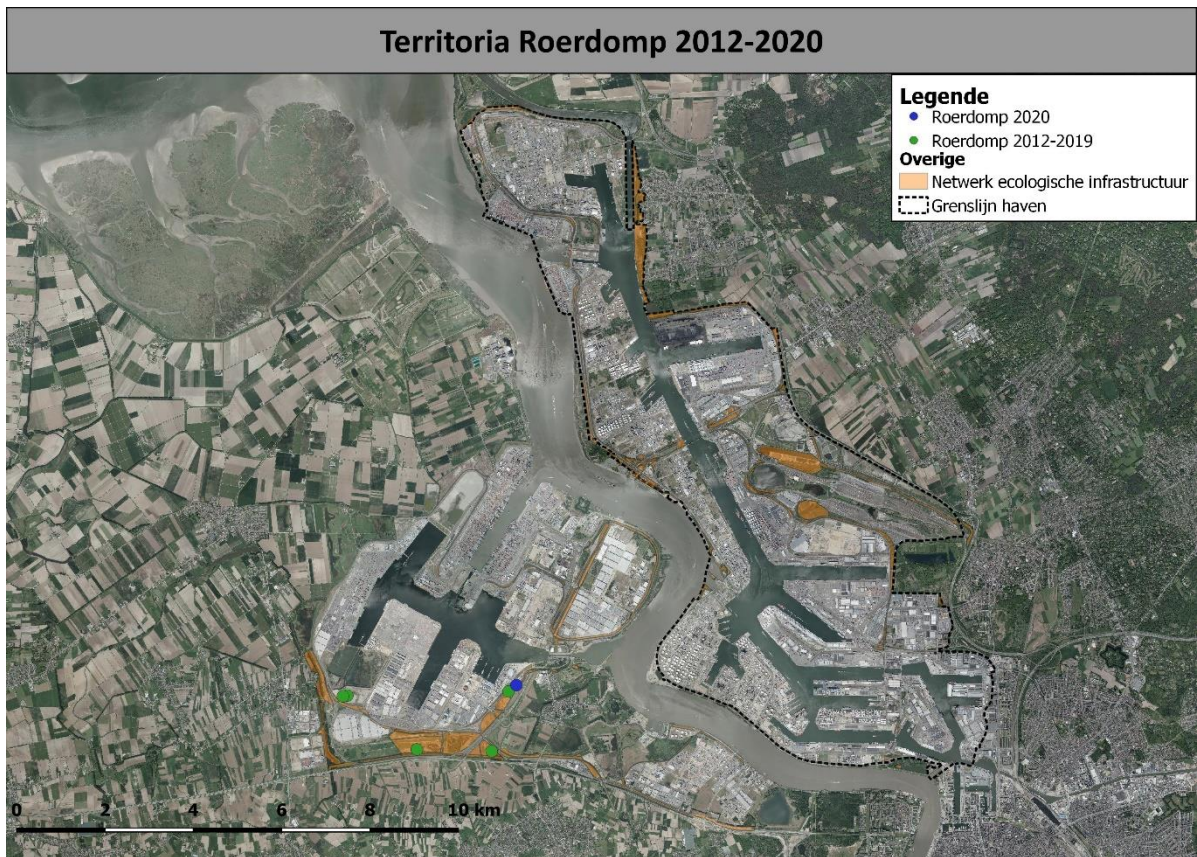 Territoria Roerdomp 2012-2020
Legende
Roerdomp 2020
Roerdomp 2012-2019
Overige
Netwerk ecologische infrastructuur
Grenslijn haven
0 2 4 6 8 10 km